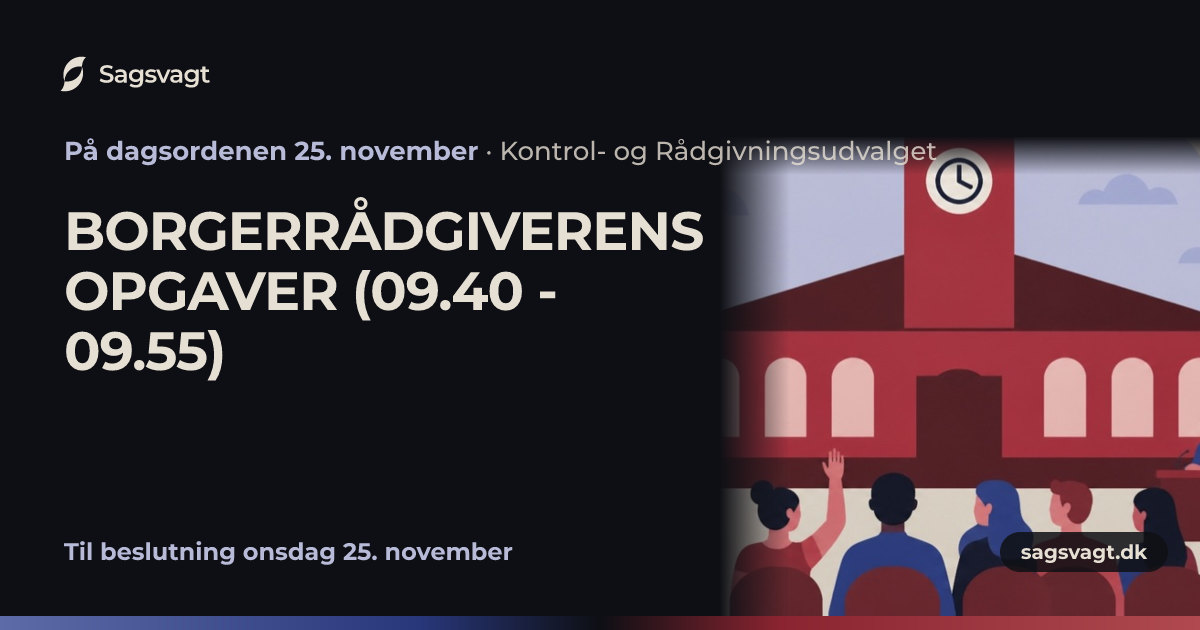 Sagsvagt
På dagsordenen 25. november · Kontrol- og Rådgivningsudvalget
BORGERRÅDGIVERENS
OPGAVER (09.40 -
09.55)
Til beslutning onsdag 25. november
sagsvagt.dk